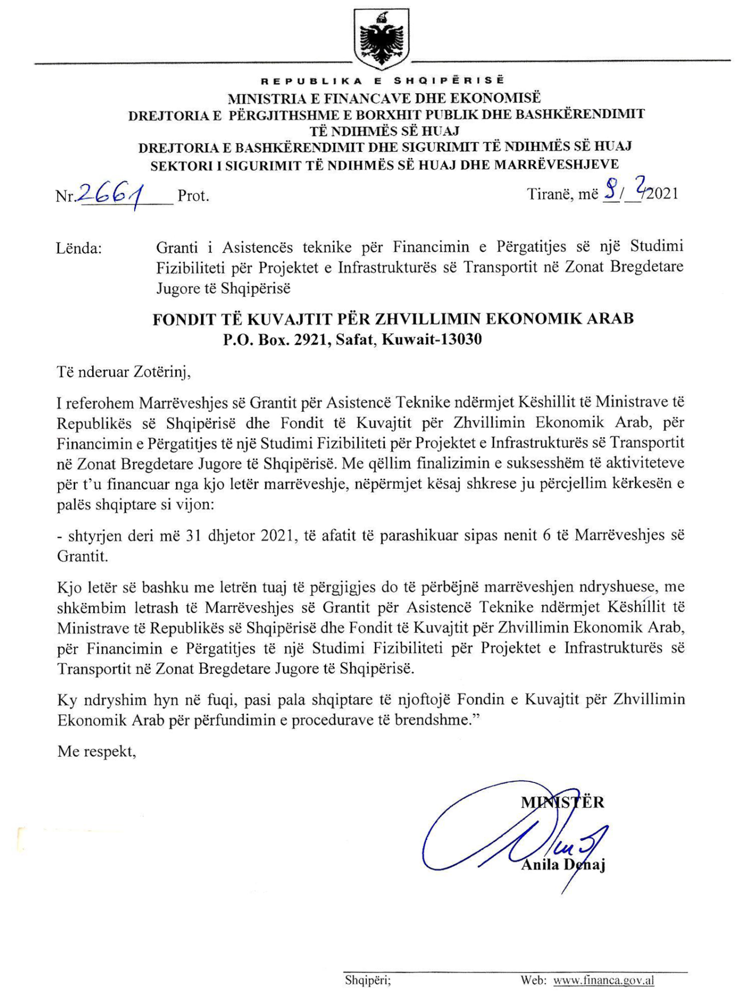 REPUBLIKA E SHQIPËRISË
MINISTRIA E FINANCAVE DHE EKONOMISË
DREJTORIA E PËRGJITHSHME E BORXHIT PUBLIK DHE BASHKËRENDIMIT
TË NDIHMËS SË HUAJ
DREJTORIA E BASHKËRENDIMIT DHE SIGURIMIT TË NDIHMËS SË HUAJ
SEKTORI I SIGURIMIT TË NDIHMËS SË HUAJ DHE MARRËVESHJEVE
Nr. 2661 Prot. Tiranë, më 9/2/2021
Lënda: Granti i Asistencës teknike për Financimin e Përgatitjes së një Studimi
Fizibiliteti për Projektet e Infrastrukturës së Transportit në Zonat Bregdetare
Jugore të Shqipërisë
FONDIT TË KUVAJTIT PËR ZHVILLIMIN EKONOMIK ARAB
P.O. Box. 2921, Safat, Kuwait-13030
Të nderuar Zotërinj,
I referohem Marrëveshjes së Grantit për Asistencë Teknike ndërmjet Këshillit të Ministrave të
Republikës së Shqipërisë dhe Fondit të Kuvajtit për Zhvillimin Ekonomik Arab, për
Financimin e Përgatitjes të një Studimi Fizibiliteti për Projektet e Infrastrukturës së Transportit
në Zonat Bregdetare Jugore të Shqipërisë. Me qëllim finalizimin e suksesshëm të aktiviteteve
për t’u financuar nga kjo letër marrëveshje, nëpërmjet kësaj shkrese ju përcjellim kërkesën e
palës shqiptare si vijon:
- shtyrjen deri më 31 dhjetor 2021, të afatit të parashikuar sipas nenit 6 të Marrëveshjes së
Grantit.
Kjo letër së bashku me letrën tuaj të përgjigjes do të përbëjnë marrëveshjen ndryshuese, me
shkëmbim letrash të Marrëveshjes së Grantit për Asistencë Teknike ndërmjet Këshillit të
Ministrave të Republikës së Shqipërisë dhe Fondit të Kuvajtit për Zhvillimin Ekonomik Arab,
për Financimin e Përgatitjes të një Studimi Fizibiliteti për Projektet e Infrastrukturës së
Transportit në Zonat Bregdetare Jugore të Shqipërisë.
Ky ndryshim hyn në fuqi, pasi pala shqiptare të njoftojë Fondin e Kuvajtit për Zhvillimin
Ekonomik Arab për përfundimin e procedurave të brendshme.”
Me respekt,
MINISTËR
Anila Denaj
Shqipëri; Web: www.financa.gov.al